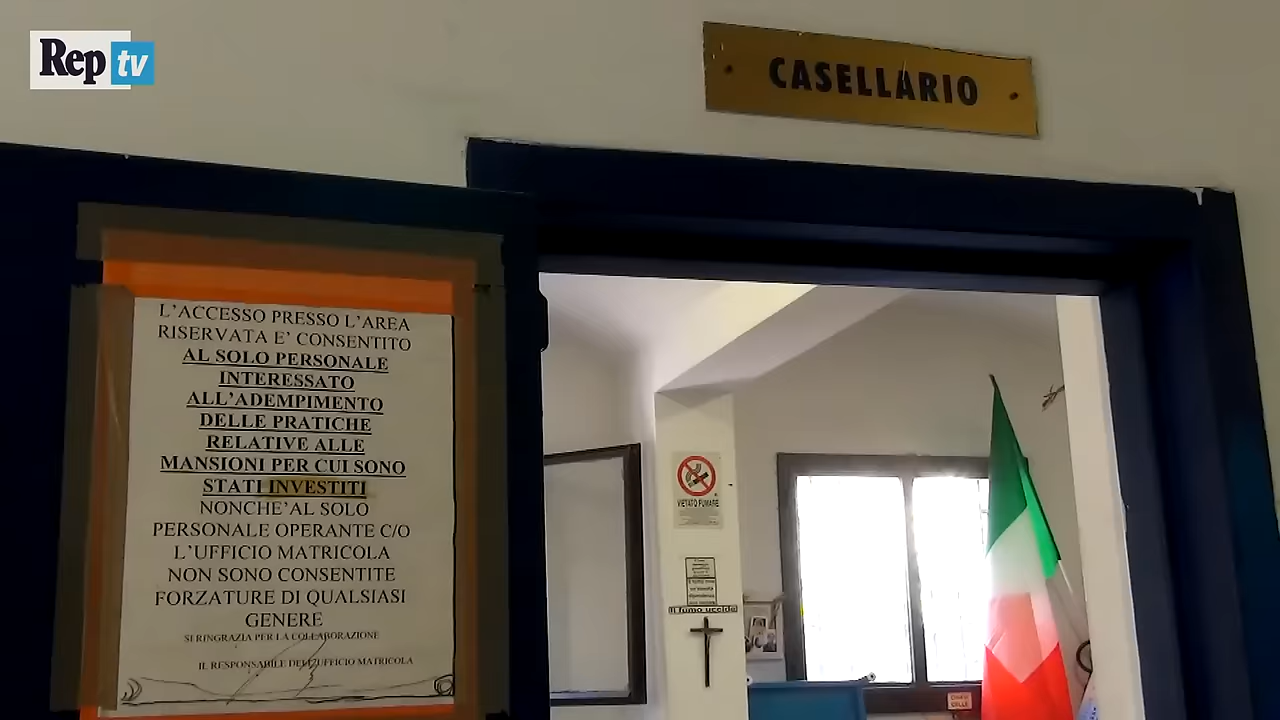 Rep tv
CASELLARIO
L'ACCESSO PRESSO L'AREA
RISERVATA E' CONSENTITO
AL SOLO PERSONALE
INTERESSATO
ALL'ADEMPIMENTO
DELLE PRATICHE
RELATIVE ALLE
MANSIONI PER CUI SONO
STATI INVESTITI
NONCHE' AL SOLO
PERSONALE OPERANTE C/O
L'UFFICIO MATRICOLA
NON SONO CONSENTITE
FORZATURE DI QUALSIASI
GENERE
SI RINGRAZIA PER LA COLLABORAZIONE
IL RESPONSABILE DELL'UFFICIO MATRICOLA
VIETATO FUMARE
Il fumo uccide